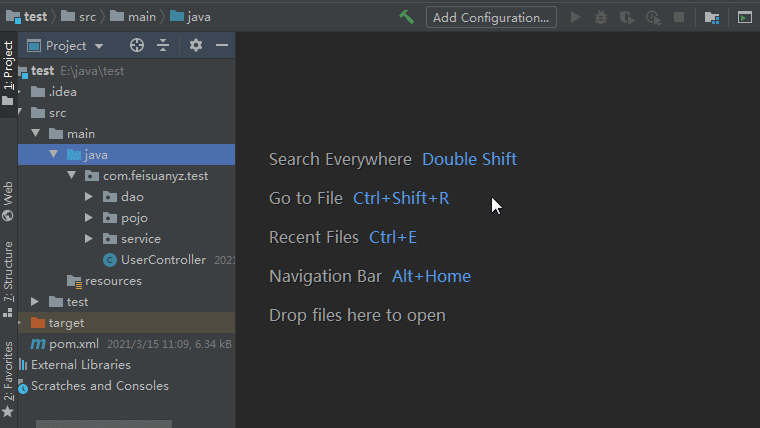 test src main java Add Configuration...
1: Project
Project
test E:\java\test
.idea
src
main
java
com.feisuanyz.test
dao
pojo
service
UserController 2021
resources
test
target
pom.xml 2021/3/15 11:09, 6.34 kB
External Libraries
Scratches and Consoles
Web
7: Structure
2: Favorites
Search Everywhere Double Shift
Go to File Ctrl+Shift+R
Recent Files Ctrl+E
Navigation Bar Alt+Home
Drop files here to open